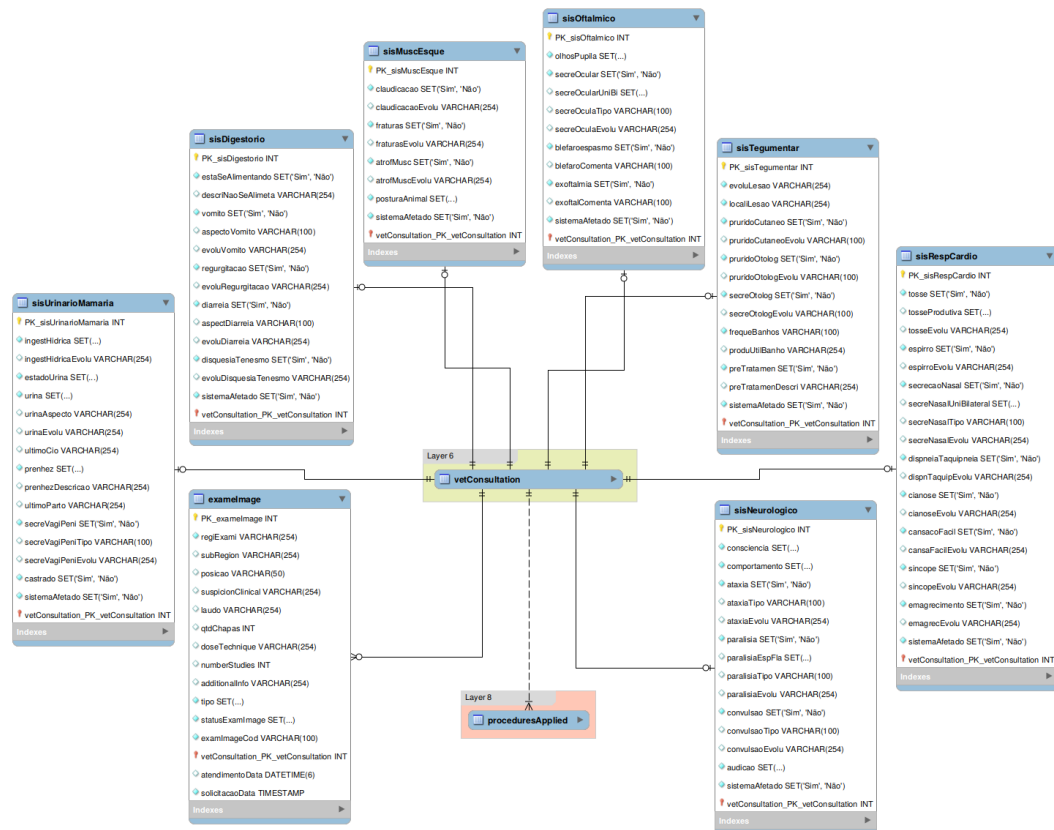 sisOftalmico
PK_sisOftalmico INT
olhosPupila SET(...)
secreOcular SET('Sim', 'Não')
secreOcularUniBi SET(...)
secreOculaTipo VARCHAR(100)
secreOculaEvolu VARCHAR(254)
blefaroespasmo SET('Sim', 'Não')
blefaroComenta VARCHAR(100)
exoftalmia SET('Sim', 'Não')
exoftalComenta VARCHAR(100)
sistemaAfetado SET('Sim', 'Não')
vetConsultation_PK_vetConsultation INT
Indexes
sisMuscEsque
PK_sisMuscEsque INT
claudicacao SET('Sim', 'Não')
claudicacaoEvolu VARCHAR(254)
fraturas SET('Sim', 'Não')
fraturasEvolu VARCHAR(254)
atrofMusc SET('Sim', 'Não')
atrofMuscEvolu VARCHAR(254)
posturaAnimal SET(...)
sistemaAfetado SET('Sim', 'Não')
vetConsultation_PK_vetConsultation INT
Indexes
sisDigestorio
PK_sisDigestorio INT
estaSeAlimentando SET('Sim', 'Não')
descriNaoSeAlimeta VARCHAR(254)
vomito SET('Sim', 'Não')
aspectoVomito VARCHAR(100)
evoluVomito VARCHAR(254)
regurgitacao SET('Sim', 'Não')
evoluRegurgitacao VARCHAR(254)
diarreia SET('Sim', 'Não')
aspectDiarreia VARCHAR(100)
evoluDiarreia VARCHAR(254)
disquesiaTenesmo SET('Sim', 'Não')
evoluDisquesiaTenesmo VARCHAR(254)
sistemaAfetado SET('Sim', 'Não')
vetConsultation_PK_vetConsultation INT
Indexes
sisTegumentar
PK_sisTegumentar INT
evoluLesao VARCHAR(254)
localiLesao VARCHAR(254)
pruridoCutaneo SET('Sim', 'Não')
pruridoCutaneoEvolu VARCHAR(100)
pruridoOtolog SET('Sim', 'Não')
pruridoOtologEvolu VARCHAR(100)
secreOtolog SET('Sim', 'Não')
secreOtologEvolu VARCHAR(100)
frequeBanhos VARCHAR(100)
produUtilBanho VARCHAR(254)
preTratamen SET('Sim', 'Não')
preTratamenDescri VARCHAR(254)
sistemaAfetado SET('Sim', 'Não')
vetConsultation_PK_vetConsultation INT
Indexes
sisRespCardio
PK_sisRespCardio INT
tosse SET('Sim', 'Não')
tosseProdutiva SET(...)
tosseEvolu VARCHAR(254)
espirro SET('Sim', 'Não')
espirroEvolu VARCHAR(254)
secrecaoNasal SET('Sim', 'Não')
secreNasalUniBilateral SET(...)
secreNasalTipo VARCHAR(100)
secreNasalEvolu VARCHAR(254)
dispneiaTaquipneia SET('Sim', 'Não')
dispnTaquipEvolu VARCHAR(254)
cianose SET('Sim', 'Não')
cianoseEvolu VARCHAR(254)
cansacoFacil SET('Sim', 'Não')
cansaFacilEvolu VARCHAR(254)
sincope SET('Sim', 'Não')
sincopeEvolu VARCHAR(254)
emagrecimento SET('Sim', 'Não')
emagrecEvolu VARCHAR(254)
sistemaAfetado SET('Sim', 'Não')
vetConsultation_PK_vetConsultation INT
Indexes
sisUrinarioMamaria
PK_sisUrinarioMamaria INT
ingestHidrica SET(...)
ingestHidricaEvolu VARCHAR(254)
estadoUrina SET(...)
urina SET(...)
urinaAspecto VARCHAR(254)
urinaEvolu VARCHAR(254)
ultimoCio VARCHAR(254)
prenhez SET(...)
prenhezDescricao VARCHAR(254)
ultimoParto VARCHAR(254)
secreVagiPeni SET('Sim', 'Não')
secreVagiPeniTipo VARCHAR(100)
secreVagiPeniEvolu VARCHAR(254)
castrado SET('Sim', 'Não')
sistemaAfetado SET('Sim', 'Não')
vetConsultation_PK_vetConsultation INT
Indexes
Layer 6
vetConsultation
exameImage
PK_exameImage INT
regiExami VARCHAR(254)
subRegion VARCHAR(254)
posicao VARCHAR(50)
suspicionClinical VARCHAR(254)
laudo VARCHAR(254)
qtdChapas INT
doseTechnique VARCHAR(254)
numberStudies INT
additionalInfo VARCHAR(254)
tipo SET(...)
statusExamImage SET(...)
examImageCod VARCHAR(100)
vetConsultation_PK_vetConsultation INT
atendimentoData DATETIME(6)
solicitacaoData TIMESTAMP
Indexes
Layer 8
proceduresApplied
sisNeurologico
PK_sisNeurologico INT
consciencia SET(...)
comportamento SET(...)
ataxia SET('Sim', 'Não')
ataxiaTipo VARCHAR(100)
ataxiaEvolu VARCHAR(254)
paralisia SET('Sim', 'Não')
paralisiaEspFla SET(...)
paralisiaTipo VARCHAR(100)
paralisiaEvolu VARCHAR(254)
convulsao SET('Sim', 'Não')
convulsaoTipo VARCHAR(100)
convulsaoEvolu VARCHAR(254)
audicao SET(...)
sistemaAfetado SET('Sim', 'Não')
vetConsultation_PK_vetConsultation INT
Indexes